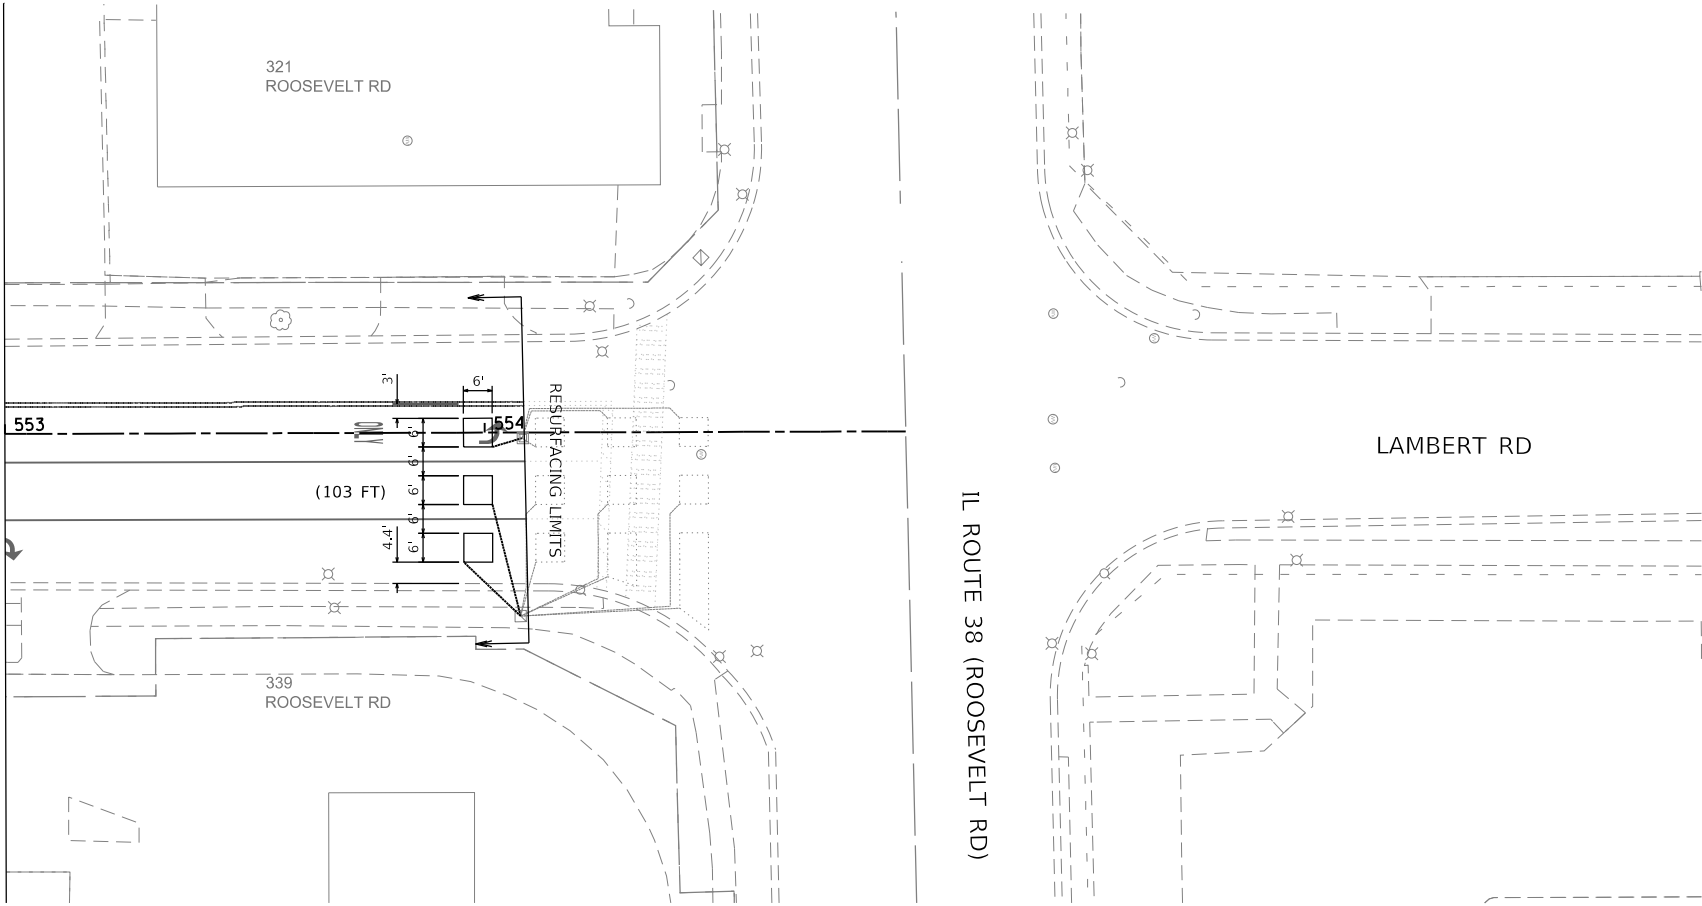 321
ROOSEVELT RD
3'
6'
553
ONLY
6'
554
6'
(103 FT)
6'
6'
4.4'
6'
RESURFACING LIMITS
LAMBERT RD
IL ROUTE 38 (ROOSEVELT RD)
339
ROOSEVELT RD